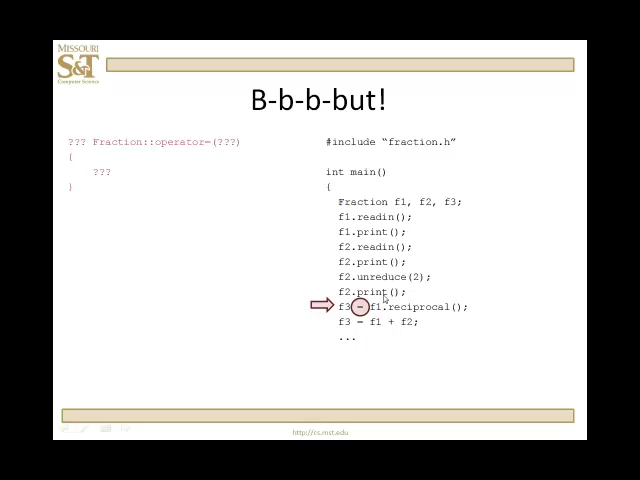 MISSOURI
S&T
Computer Science
B-b-b-but!
??? Fraction::operator=(???)
{
???
}
#include “fraction.h”
int main()
{
Fraction f1, f2, f3;
f1.readin();
f1.print();
f2.readin();
f2.print();
f2.unreduce(2);
f2.print();
f3 = f1.reciprocal();
f3 = f1 + f2;
...
http://cs.mst.edu